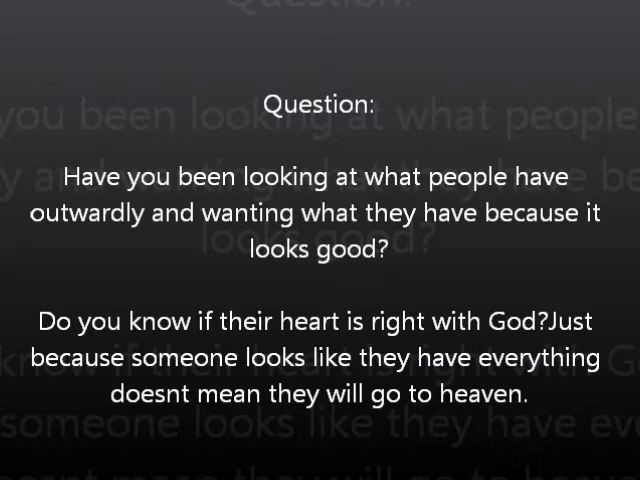 Question:
Have you been looking at what people have
outwardly and wanting what they have because it
looks good?
Do you know if their heart is right with God?Just
because someone looks like they have everything
doesnt mean they will go to heaven.